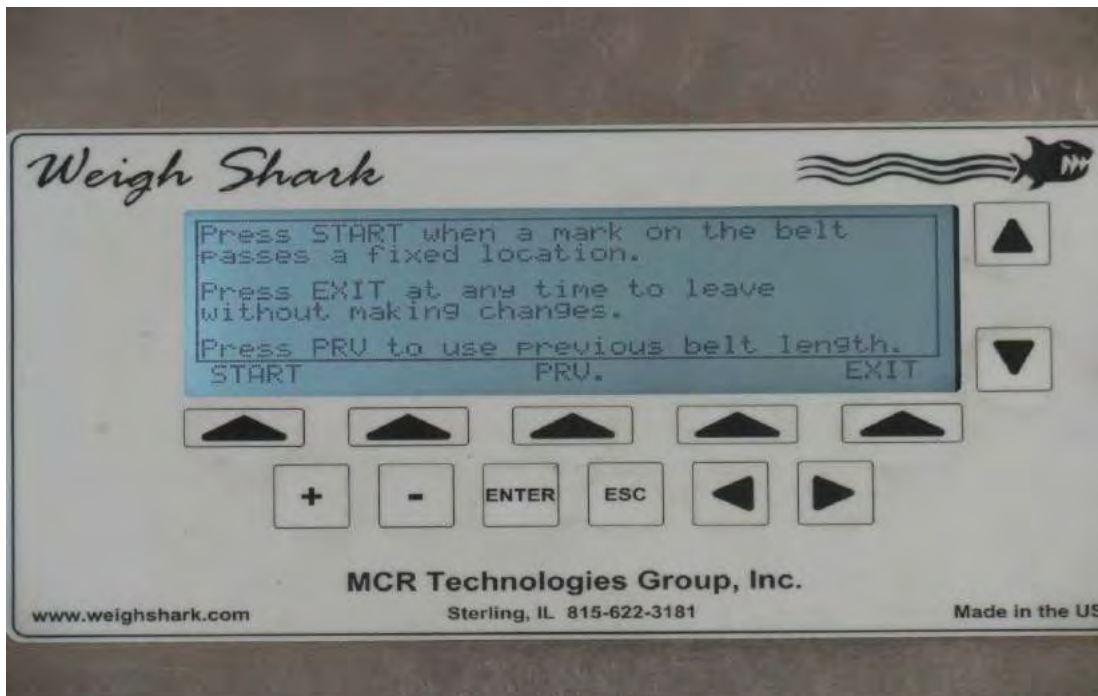 Weigh Shark
Press START when a mark on the belt
passes a fixed location.
Press EXIT at any time to leave
without making changes.
Press PRV to use previous belt length.
START PRV. EXIT
+ - ENTER ESC
MCR Technologies Group, Inc.
www.weighshark.com Sterling, IL 815-622-3181 Made in the US